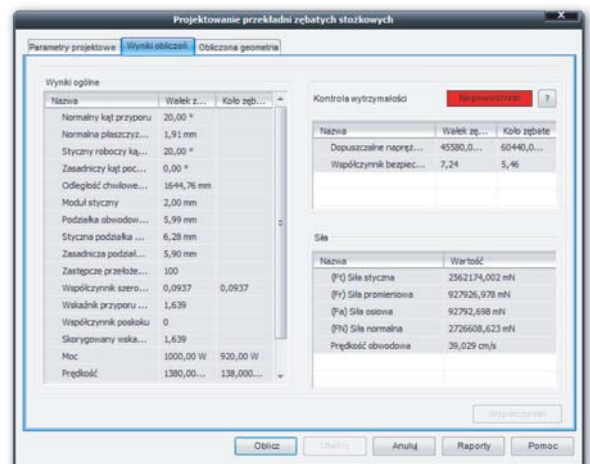 Projektowanie przekładni zębatych stożkowych
Parametry projektowe Wyniki obliczeń Obliczona geometria
Wyniki ogólne
Nazwa Wałek z... Koło zęb...
Normalny kąt przyporu 20,00 °
Normalna płaszczyz... 1,91 mm
Styczny roboczy ką... 20,00 °
Zasadniczy kąt poc... 0,00 °
Odległość chwilowe... 1644,76 mm
Moduł styczny 2,00 mm
Podziałka obwodow... 5,99 mm
Styczna podziałka ... 6,28 mm
Zasadnicza podział... 5,90 mm
Zastępcze przełoże... 100
Współczynnik szero... 0,0937 0,0937
Wskaźnik przyporu ... 1,639
Współczynnik poskoku 0
Skorygowany wska... 1,639
Moc 1000,00 W 920,00 W
Prędkość 1380,00... 138,000...
Kontrola wytrzymałości ?
Nazwa Wałek zę... Koło zębate
Dopuszczalne napręż... 45580,0... 60440,0...
Współczynnik bezpiec... 7,24 5,46
Siła
Nazwa Wartość
(Ft) Siła styczna 2562174,002 mN
(Fr) Siła promieniowa 927926,978 mN
(Fa) Siła osiowa 92792,698 mN
(FN) Siła normalna 2726608,623 mN
Prędkość obwodowa 39,029 cm/s
Współczynniki
Oblicz Utwórz Anuluj Raporty Pomoc